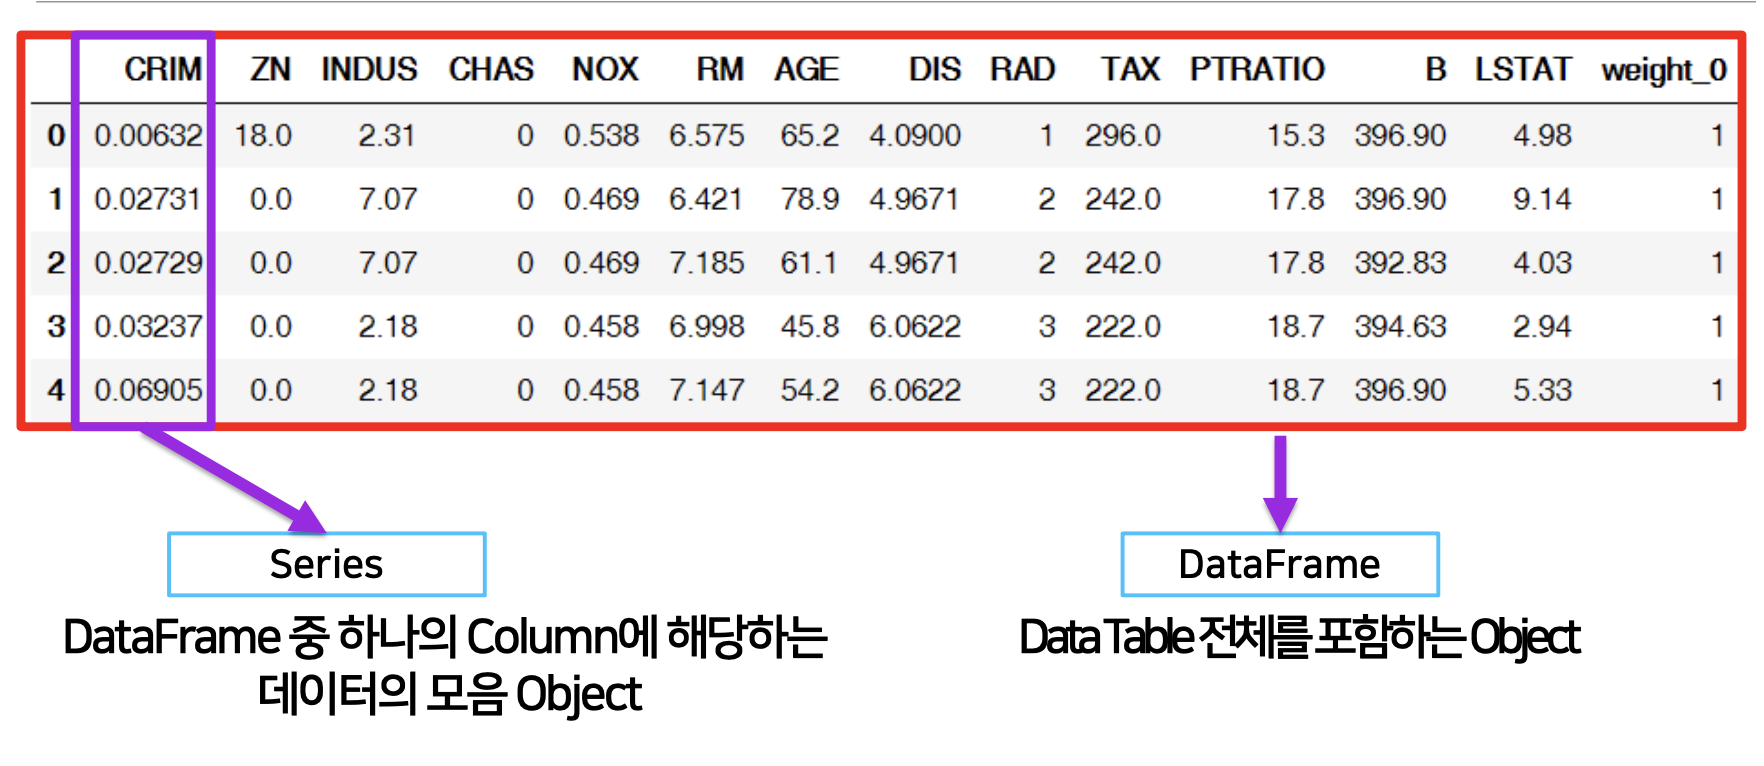 CRIM ZN INDUS CHAS NOX RM AGE DIS RAD TAX PTRATIO B LSTAT weight_0
0 0.00632 18.0 2.31 0 0.538 6.575 65.2 4.0900 1 296.0 15.3 396.90 4.98 1
1 0.02731 0.0 7.07 0 0.469 6.421 78.9 4.9671 2 242.0 17.8 396.90 9.14 1
2 0.02729 0.0 7.07 0 0.469 7.185 61.1 4.9671 2 242.0 17.8 392.83 4.03 1
3 0.03237 0.0 2.18 0 0.458 6.998 45.8 6.0622 3 222.0 18.7 394.63 2.94 1
4 0.06905 0.0 2.18 0 0.458 7.147 54.2 6.0622 3 222.0 18.7 396.90 5.33 1
Series
DataFrame 중 하나의 Column에 해당하는
데이터의 모음 Object
DataFrame
Data Table 전체를 포함하는 Object